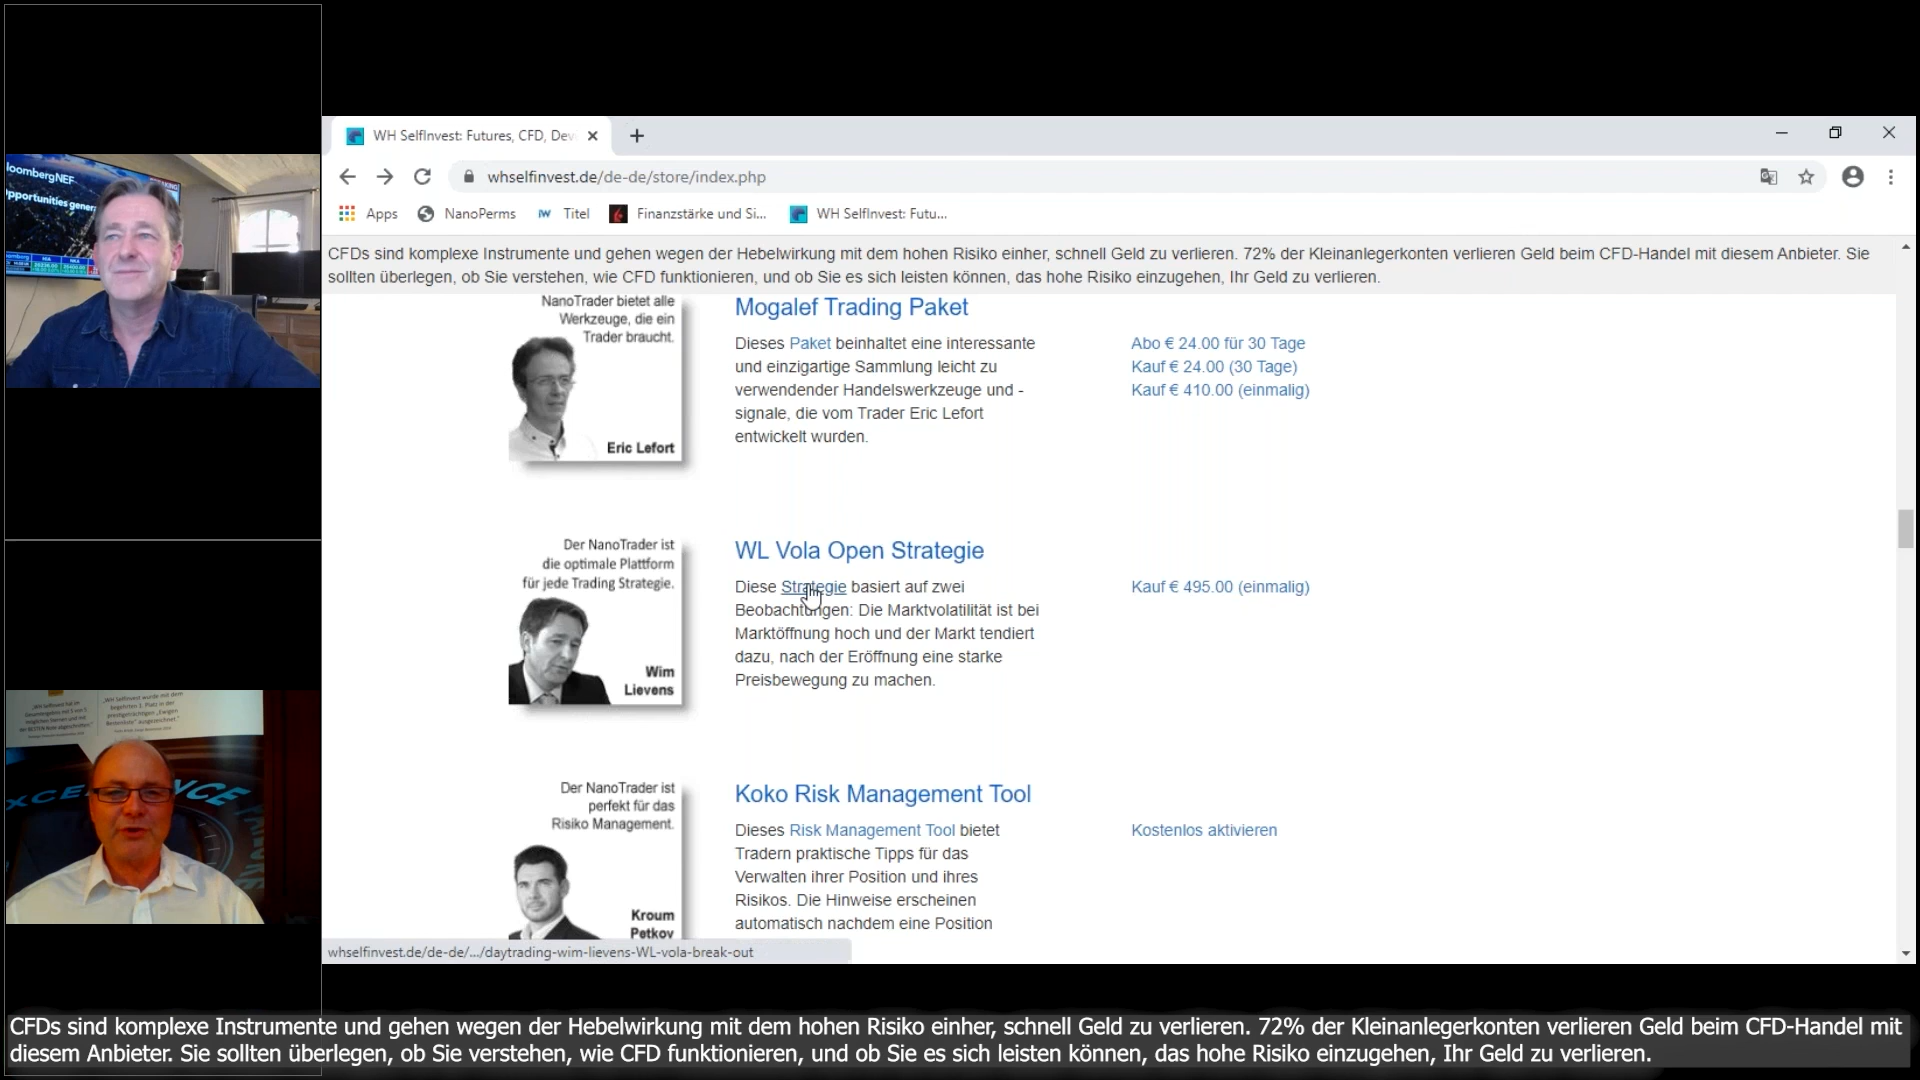 WH SelfInvest: Futures, CFD, Dev
whselfinvest.de/de-de/store/index.php
Apps
NanoPerms
Titel
Finanzstärke und Si...
WH SelfInvest: Futu...
CFDs sind komplexe Instrumente und gehen wegen der Hebelwirkung mit dem hohen Risiko einher, schnell Geld zu verlieren. 72% der Kleinanlegerkonten verlieren Geld beim CFD-Handel mit diesem Anbieter. Sie
sollten überlegen, ob Sie verstehen, wie CFD funktionieren, und ob Sie es sich leisten können, das hohe Risiko einzugehen, Ihr Geld zu verlieren.
NanoTrader bietet alle
Werkzeuge, die ein
Trader braucht.
Eric Lefort
Mogalef Trading Paket
Dieses Paket beinhaltet eine interessante
und einzigartige Sammlung leicht zu
verwendender Handelswerkzeuge und -
signale, die vom Trader Eric Lefort
entwickelt wurden.
Abo € 24.00 für 30 Tage
Kauf € 24.00 (30 Tage)
Kauf € 410.00 (einmalig)
Der NanoTrader ist
die optimale Plattform
für jede Trading Strategie.
Wim
Lievens
WL Vola Open Strategie
Diese Strategie basiert auf zwei
Beobachtungen: Die Marktvolatilität ist bei
Marktöffnung hoch und der Markt tendiert
dazu, nach der Eröffnung eine starke
Preisbewegung zu machen.
Kauf € 495.00 (einmalig)
Der NanoTrader ist
perfekt für das
Risiko Management.
Kroum
Petkov
Koko Risk Management Tool
Dieses Risk Management Tool bietet
Tradern praktische Tipps für das
Verwalten ihrer Position und ihres
Risikos. Die Hinweise erscheinen
automatisch nachdem eine Position
Kostenlos aktivieren
whselfinvest.de/de-de/.../daytrading-wim-lievens-WL-vola-break-out
loombergNEF
pportunities genera
XCE
NCE
CFDs sind komplexe Instrumente und gehen wegen der Hebelwirkung mit dem hohen Risiko einher, schnell Geld zu verlieren. 72% der Kleinanlegerkonten verlieren Geld beim CFD-Handel mit
diesem Anbieter. Sie sollten überlegen, ob Sie verstehen, wie CFD funktionieren, und ob Sie es sich leisten können, das hohe Risiko einzugehen, Ihr Geld zu verlieren.